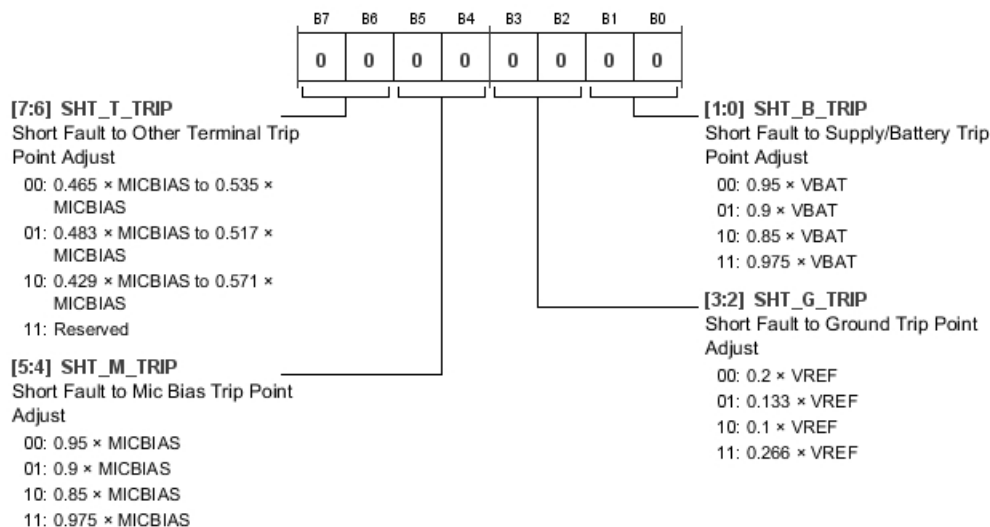 B7 B6 B5 B4 B3 B2 B1 B0
0 0 0 0 0 0 0 0
[7:6] SHT_T_TRIP
Short Fault to Other Terminal Trip
Point Adjust
00: 0.465 × MICBIAS to 0.535 ×
MICBIAS
01: 0.483 × MICBIAS to 0.517 ×
MICBIAS
10: 0.429 × MICBIAS to 0.571 ×
MICBIAS
11: Reserved
[5:4] SHT_M_TRIP
Short Fault to Mic Bias Trip Point
Adjust
00: 0.95 × MICBIAS
01: 0.9 × MICBIAS
10: 0.85 × MICBIAS
11: 0.975 × MICBIAS
[1:0] SHT_B_TRIP
Short Fault to Supply/Battery Trip
Point Adjust
00: 0.95 × VBAT
01: 0.9 × VBAT
10: 0.85 × VBAT
11: 0.975 × VBAT
[3:2] SHT_G_TRIP
Short Fault to Ground Trip Point
Adjust
00: 0.2 × VREF
01: 0.133 × VREF
10: 0.1 × VREF
11: 0.266 × VREF